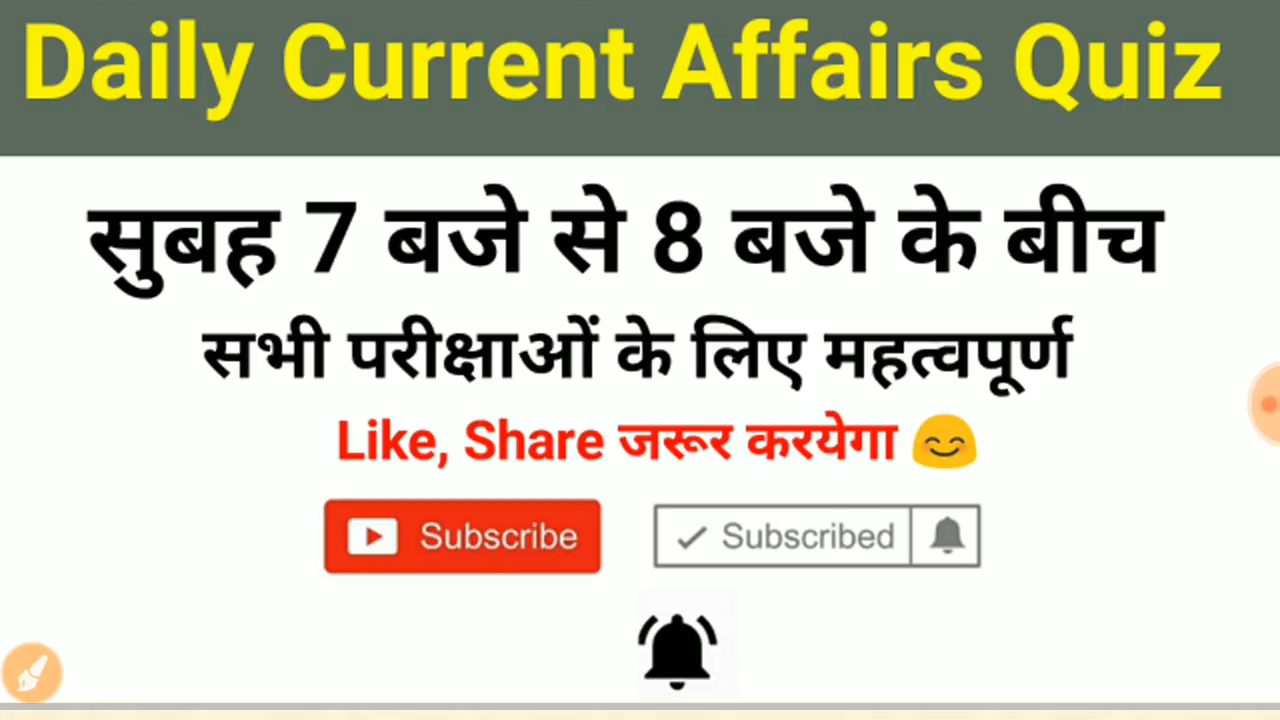 Daily Current Affairs Quiz
सुबह 7 बजे से 8 बजे के बीच
सभी परीक्षाओं के लिए महत्वपूर्ण
Like, Share जरूर करयेगा 😊
Subscribe
Subscribed